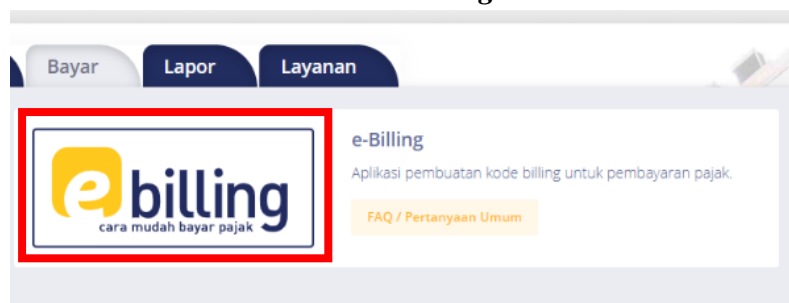 Bayar
Lapor
Layanan
e billing
cara mudah bayar pajak
e-Billing
Aplikasi pembuatan kode billing untuk pembayaran pajak.
FAQ / Pertanyaan Umum